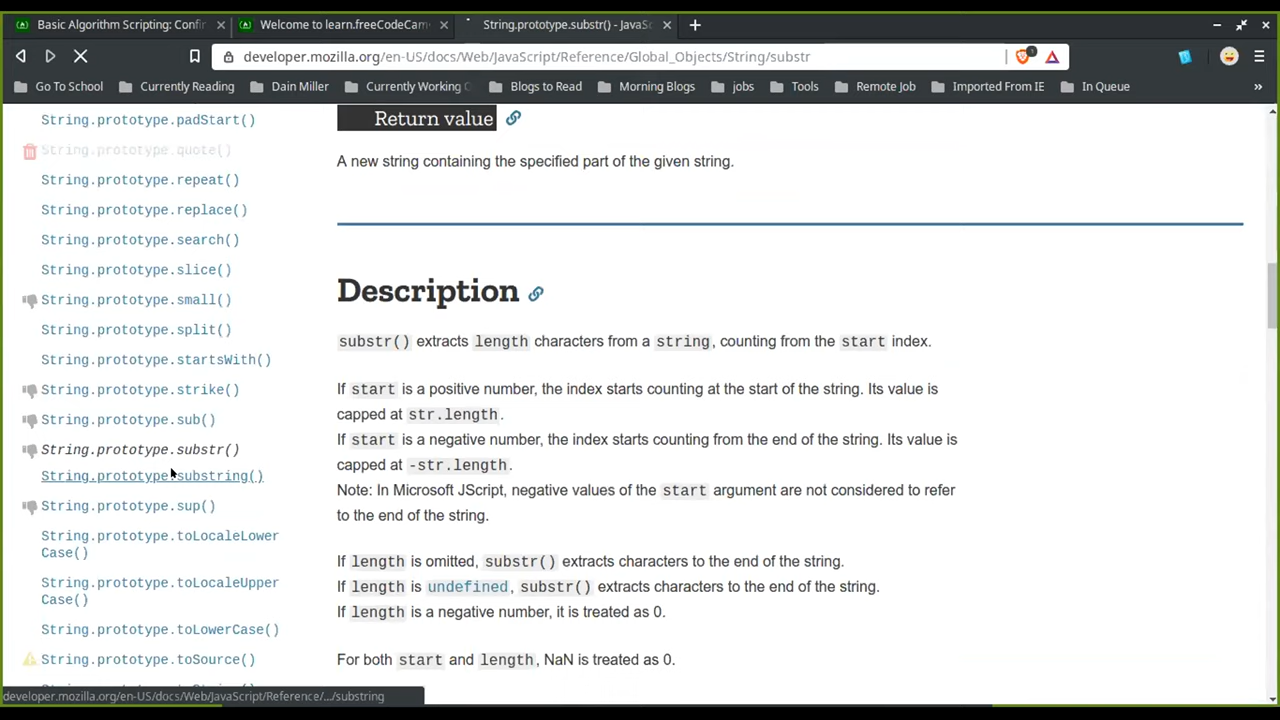 Basic Algorithm Scripting: Confir
Welcome to learn.freeCodeCam
String.prototype.substr() - JavaSc
developer.mozilla.org/en-US/docs/Web/JavaScript/Reference/Global_Objects/String/substr
1
Go To School
Currently Reading
Dain Miller
Currently Working O
Blogs to Read
Morning Blogs
jobs
Tools
Remote Job
Imported From IE
In Queue
»
String.prototype.padStart()
String.prototype.quote()
String.prototype.repeat()
String.prototype.replace()
String.prototype.search()
String.prototype.slice()
String.prototype.small()
String.prototype.split()
String.prototype.startsWith()
String.prototype.strike()
String.prototype.sub()
String.prototype.substr()
String.prototype.substring()
String.prototype.sup()
String.prototype.toLocaleLower
Case()
String.prototype.toLocaleUpper
Case()
String.prototype.toLowerCase()
String.prototype.toSource()
Return value
A new string containing the specified part of the given string.
Description
substr() extracts length characters from a string, counting from the start index.
If start is a positive number, the index starts counting at the start of the string. Its value is
capped at str.length.
If start is a negative number, the index starts counting from the end of the string. Its value is
capped at -str.length.
Note: In Microsoft JScript, negative values of the start argument are not considered to refer
to the end of the string.
If length is omitted, substr() extracts characters to the end of the string.
If length is undefined, substr() extracts characters to the end of the string.
If length is a negative number, it is treated as 0.
For both start and length, NaN is treated as 0.
developer.mozilla.org/en-US/docs/Web/JavaScript/Reference/.../substring